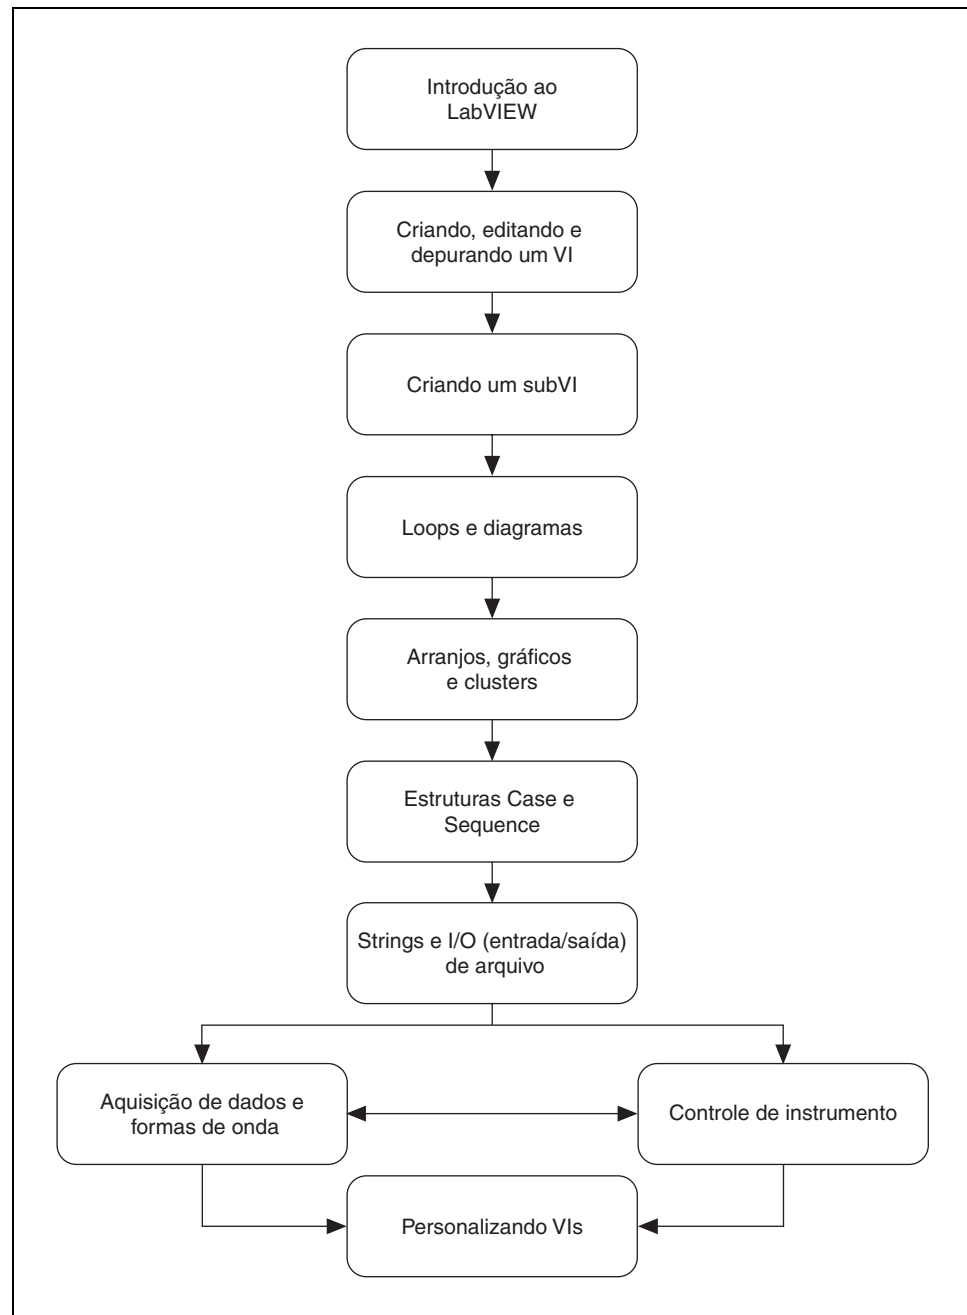 Introdução ao
LabVIEW
Criando, editando e
depurando um VI
Criando um subVI
Loops e diagramas
Arranjos, gráficos
e clusters
Estruturas Case e
Sequence
Strings e I/O (entrada/saída)
de arquivo
Aquisição de dados e
formas de onda
Controle de instrumento
Personalizando VIs